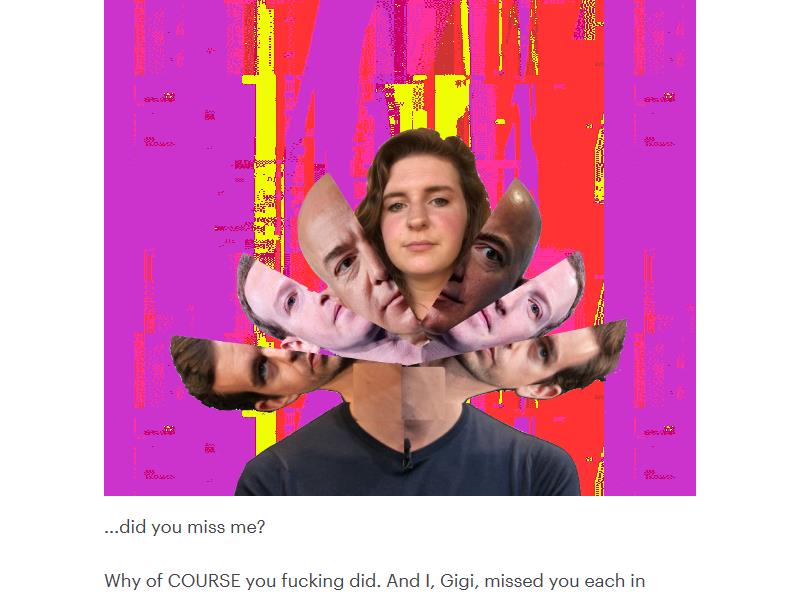 ...did you miss me?
Why of COURSE you fucking did. And I, Gigi, missed you each in